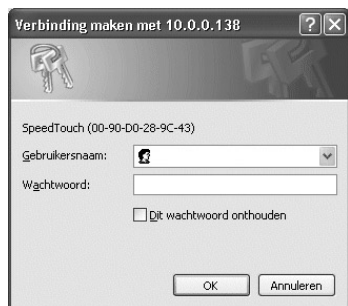 Verbinding maken met 10.0.0.138
SpeedTouch (00-90-D0-28-9C-43)
Gebruikersnaam:
Wachtwoord:
Dit wachtwoord onthouden
OK Annuleren